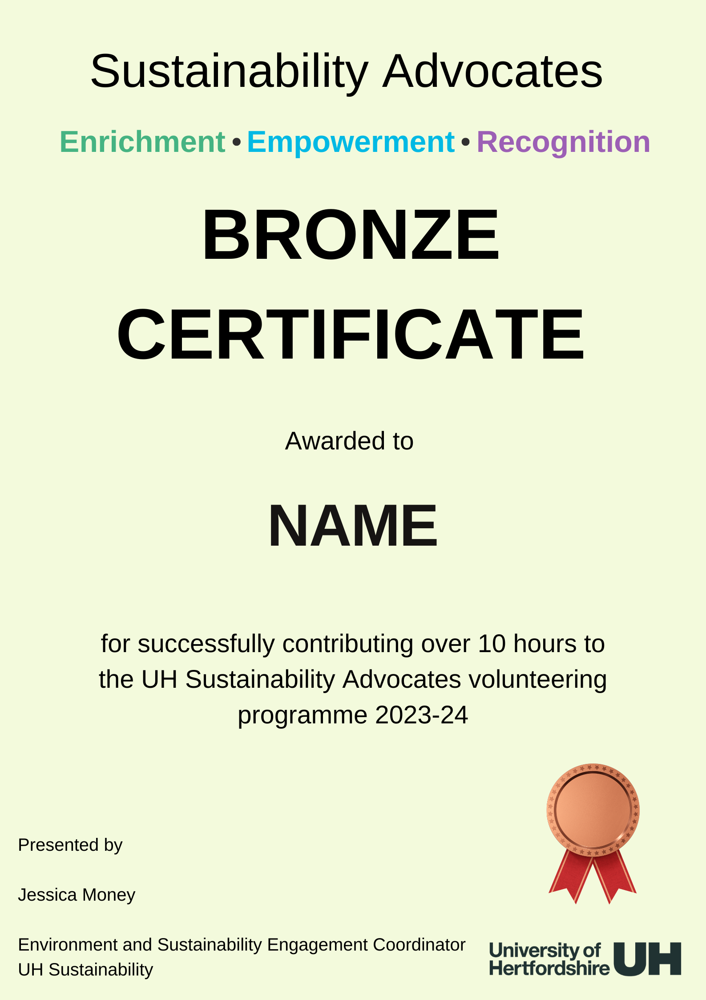 Sustainability Advocates
Enrichment • Empowerment • Recognition
BRONZE
CERTIFICATE
Awarded to
NAME
for successfully contributing over 10 hours to
the UH Sustainability Advocates volunteering
programme 2023-24
Presented by
Jessica Money
Environment and Sustainability Engagement Coordinator
UH Sustainability
University of
Hertfordshire
UH